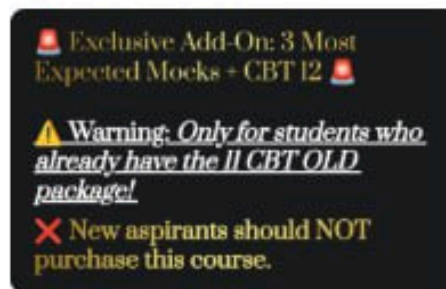 🚨 Exclusive Add-On: 3 Most
Expected Mocks + CBT 12 🚨
⚠️ Warning: Only for students who
already have the 11 CBT OLD
package!
❌ New aspirants should NOT
purchase this course.